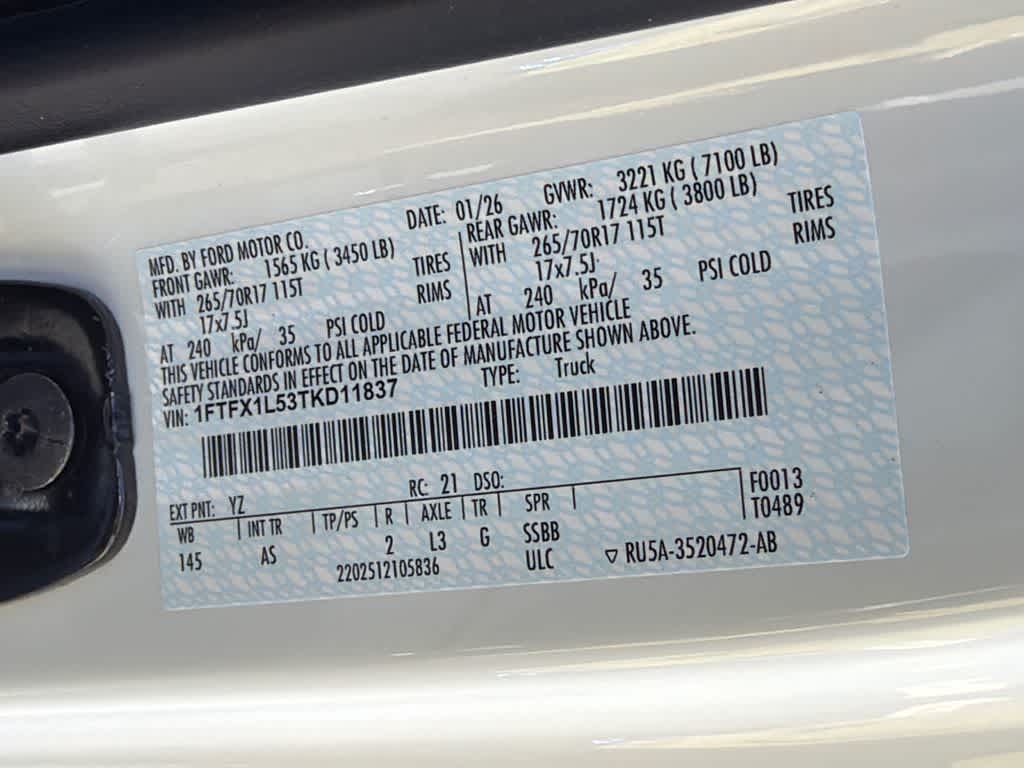 MFD. BY FORD MOTOR CO. DATE: 01/26 GVWR: 3221 KG ( 7100 LB)
FRONT GAWR: 1565 KG ( 3450 LB) REAR GAWR: 1724 KG ( 3800 LB)
WITH 265/70R17 115T TIRES WITH 265/70R17 115T TIRES
17x7.5J RIMS 17x7.5J RIMS
AT 240 kPa/ 35 PSI COLD AT 240 kPa/ 35 PSI COLD
THIS VEHICLE CONFORMS TO ALL APPLICABLE FEDERAL MOTOR VEHICLE
SAFETY STANDARDS IN EFFECT ON THE DATE OF MANUFACTURE SHOWN ABOVE.
VIN: 1FTFX1L53TKD11837 TYPE: Truck
EXT PNT: YZ RC: 21 DSO: F0013
WB INT TR TP/PS R AXLE TR SPR T0489
145 AS 2 L3 G SSBB
2202512105836 ULC ▽ RU5A-3520472-AB